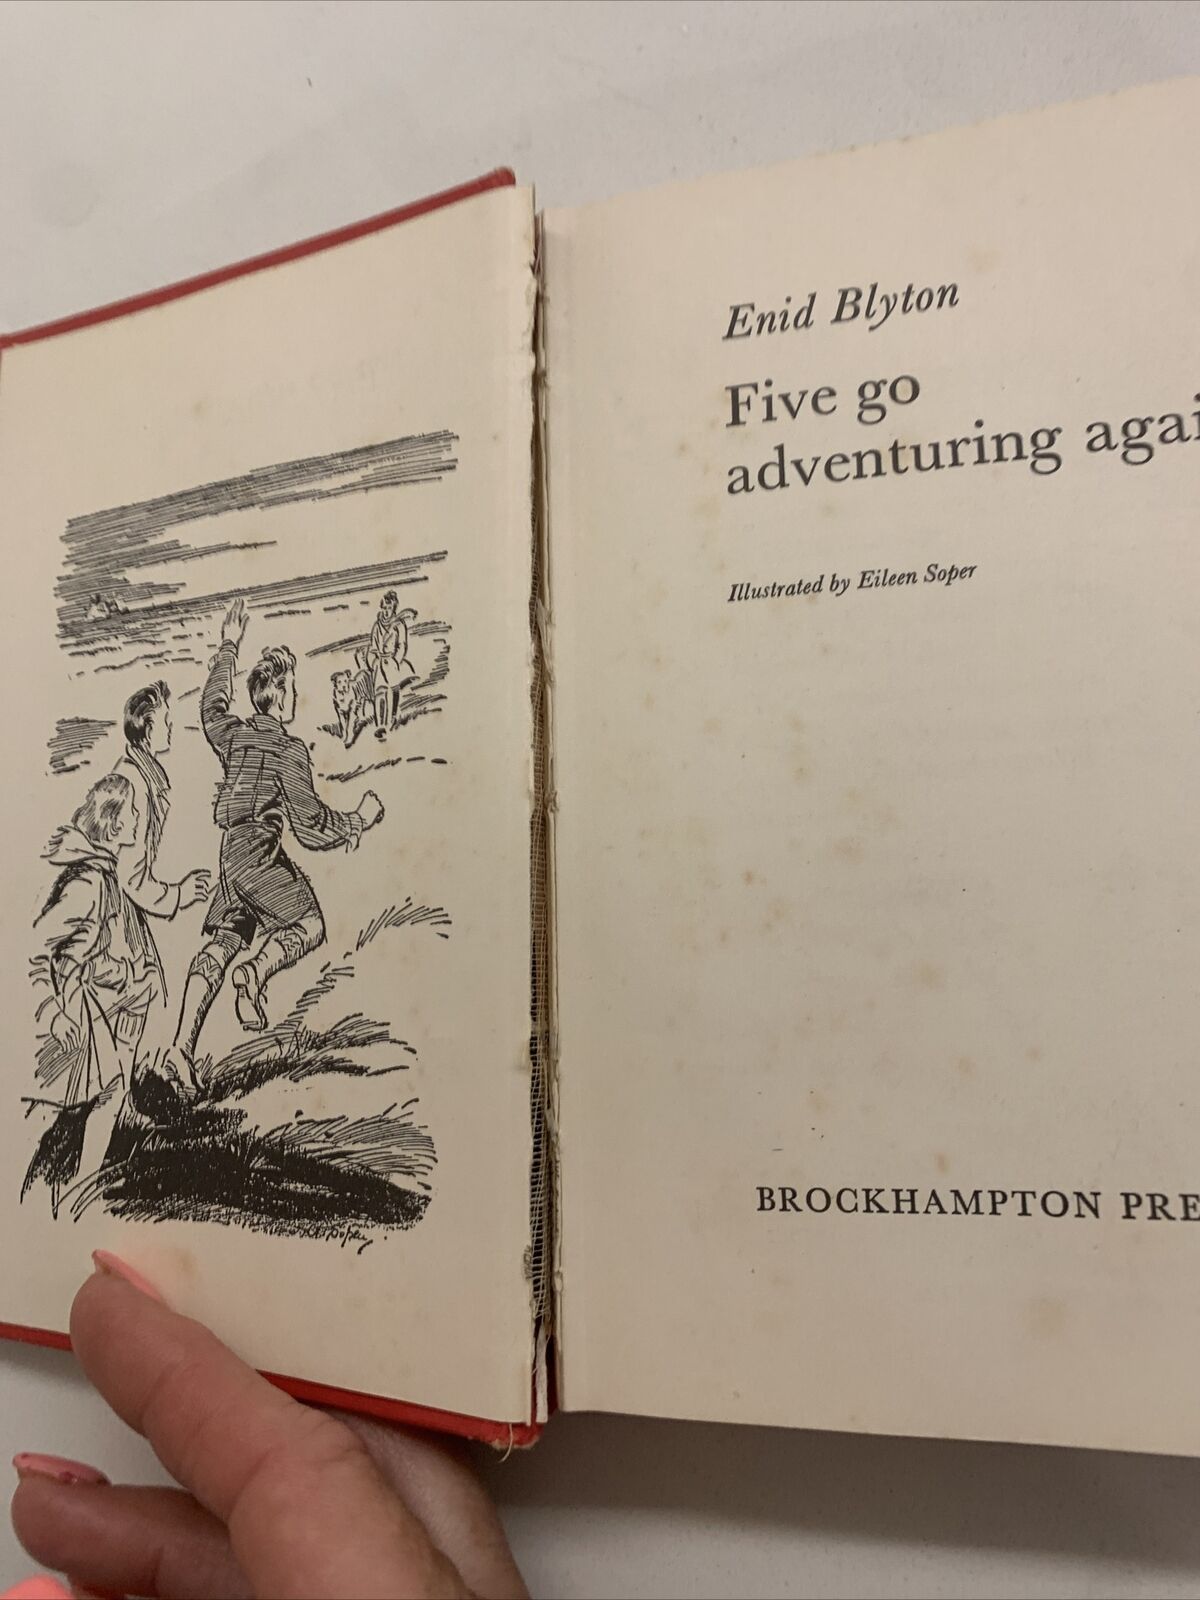 Enid Blyton
Five go
adventuring agai
Illustrated by Eileen Soper
BROCKHAMPTON PRE